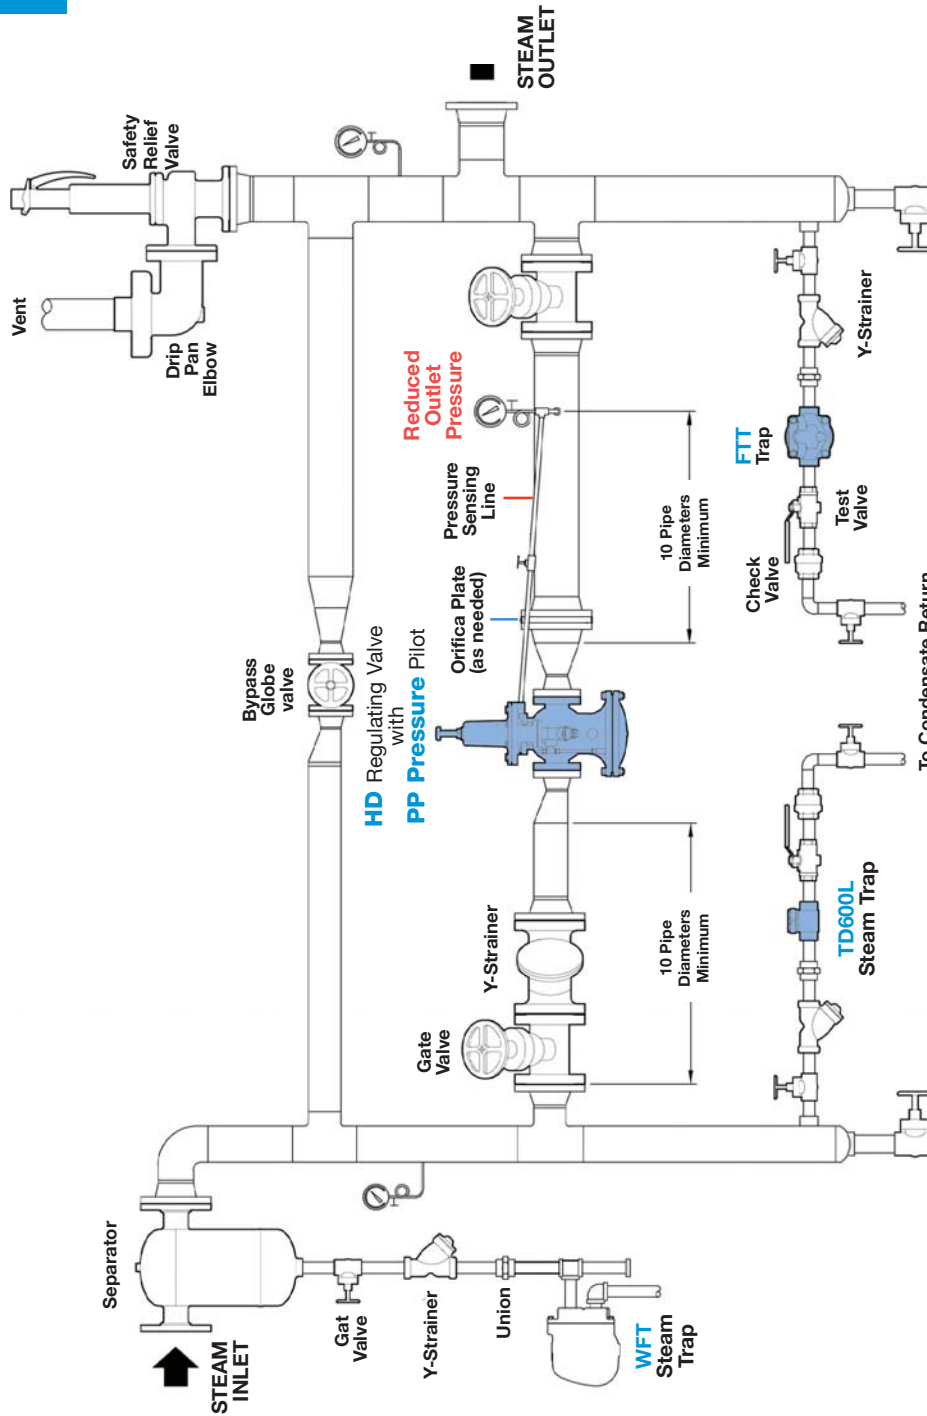 Separator
STEAM
INLET
Gat
Valve
Y-Strainer
Union
WFT
Steam
Trap
Vent
Drip
Pan
Elbow
Safety
Relief
Valve
STEAM
OUTLET
Bypass
Globe
valve
HD Regulating Valve
with
PP Pressure Pilot
Reduced
Outlet
Pressure
Pressure
Sensing
Line
Orifica Plate
(as needed)
Gate
Valve
Y-Strainer
10 Pipe
Diameters
Minimum
10 Pipe
Diameters
Minimum
TD600L
Steam Trap
Check
Valve
Test
Valve
FTT
Trap
Y-Strainer
To Condensate Return